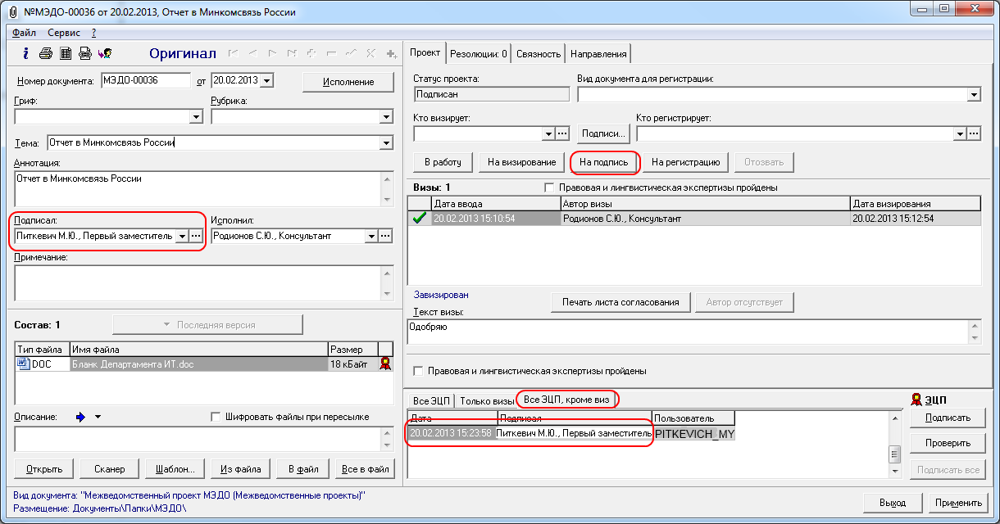 №МЭДО-00036 от 20.02.2013, Отчет в Минкомсвязь России
Файл Сервис ?
Оригинал
Номер документа: МЭДО-00036 от 20.02.2013
Исполнение
Гриф: Рубрика:
Тема: Отчет в Минкомсвязь России
Аннотация:
Отчет в Минкомсвязь России
Подписал: Исполнил:
Питкевич М.Ю., Первый заместитель Родионов С.Ю., Консультант
Примечание:
Состав: 1 Последняя версия
Тип файла Имя файла Размер
DOC Бланк Департамента ИТ.doc 18 кБайт
Описание: Шифровать файлы при пересылке
Открыть Сканер Шаблон... Из файла В файл Все в файл
Проект Резолюции: 0 Связность Направления
Статус проекта: Вид документа для регистрации:
Подписан
Кто визирует: Кто регистрирует:
Подписи...
В работу На визирование На подпись На регистрацию Отозвать
Визы: 1 Правовая и лингвистическая экспертизы пройдены
Дата ввода Автор визы Дата визирования
20.02.2013 15:10:54 Родионов С.Ю., Консультант 20.02.2013 15:12:54
Завизирован Печать листа согласования Автор отсутствует
Текст визы:
Одобряю
Правовая и лингвистическая экспертизы пройдены
Все ЭЦП Только визы Все ЭЦП, кроме виз
Дата Подписал Пользователь
20.02.2013 15:23:58 Питкевич М.Ю., Первый заместитель PITKEVICH_MY
ЭЦП
Подписать
Проверить
Подписать все
Вид документа: "Межведомственный проект МЭДО (Межведомственные проекты)"
Размещение: Документы\Папки\МЭДО\
Выход Применить